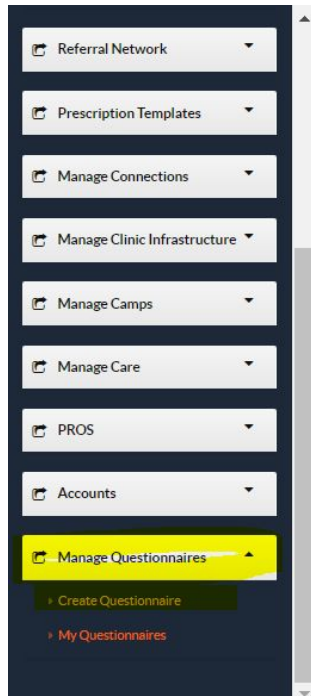 Referral Network
Prescription Templates
Manage Connections
Manage Clinic Infrastructure
Manage Camps
Manage Care
PROS
Accounts
Manage Questionnaires
Create Questionnaire
My Questionnaires